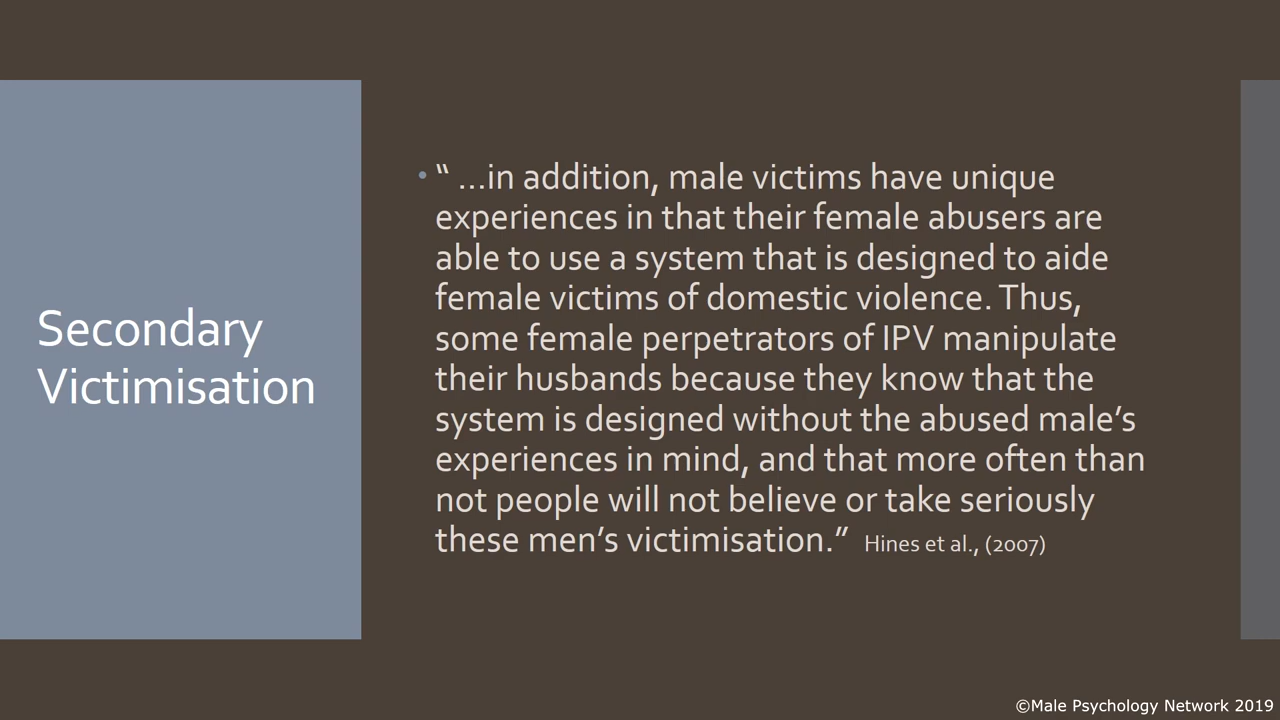 Secondary
Victimisation
• “ …in addition, male victims have unique
experiences in that their female abusers are
able to use a system that is designed to aide
female victims of domestic violence. Thus,
some female perpetrators of IPV manipulate
their husbands because they know that the
system is designed without the abused male’s
experiences in mind, and that more often than
not people will not believe or take seriously
these men’s victimisation.” Hines et al., (2007)
©Male Psychology Network 2019